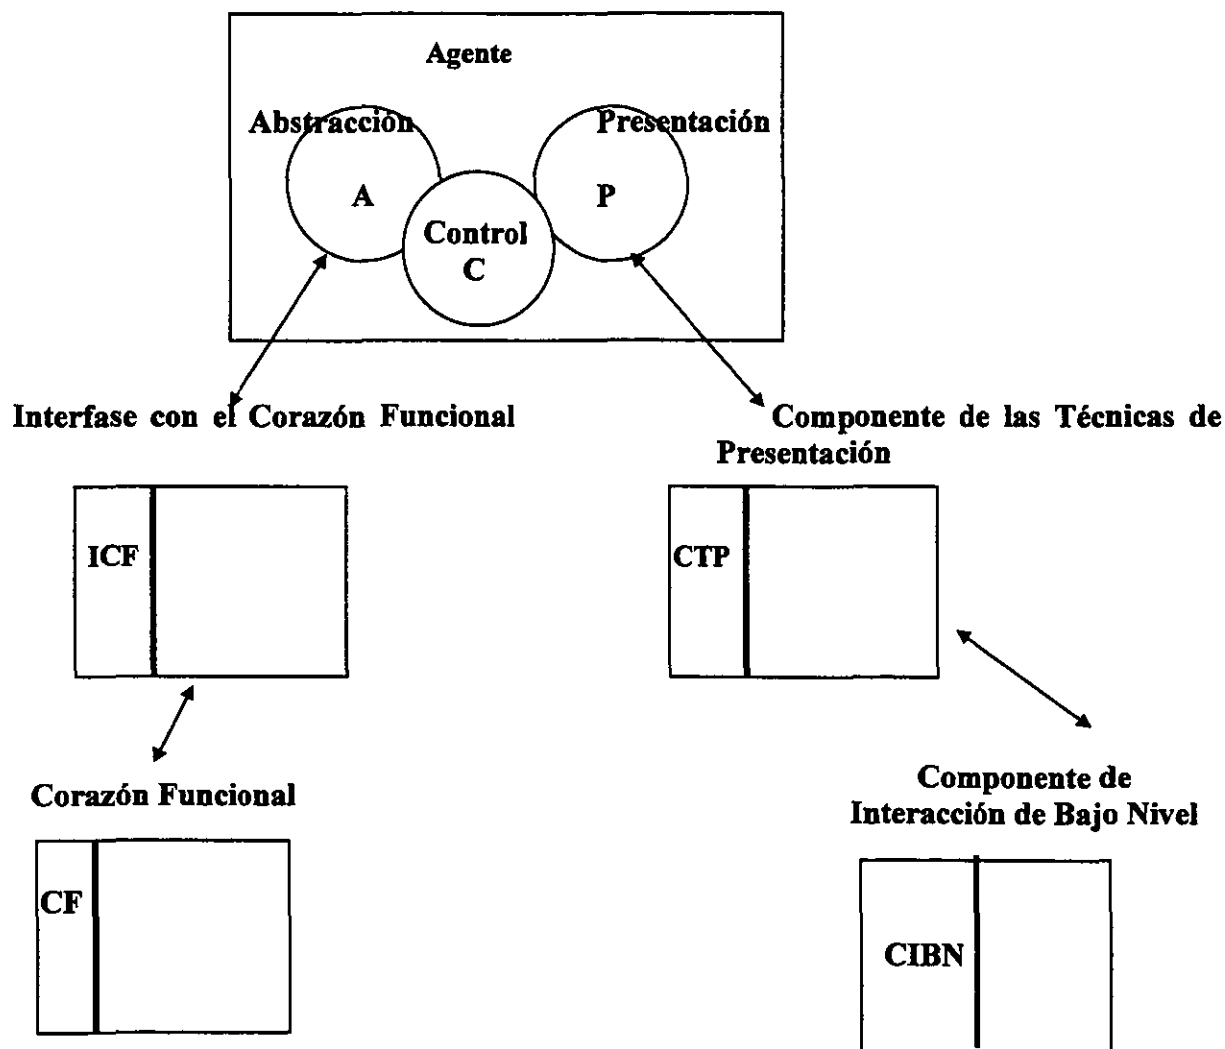 Agente
Abstracción
Presentación
A
P
Control
C
Interfase con el Corazón Funcional
Componente de las Técnicas de
Presentación
ICF
CTP
Corazón Funcional
Componente de
Interacción de Bajo Nivel
CF
CIBN